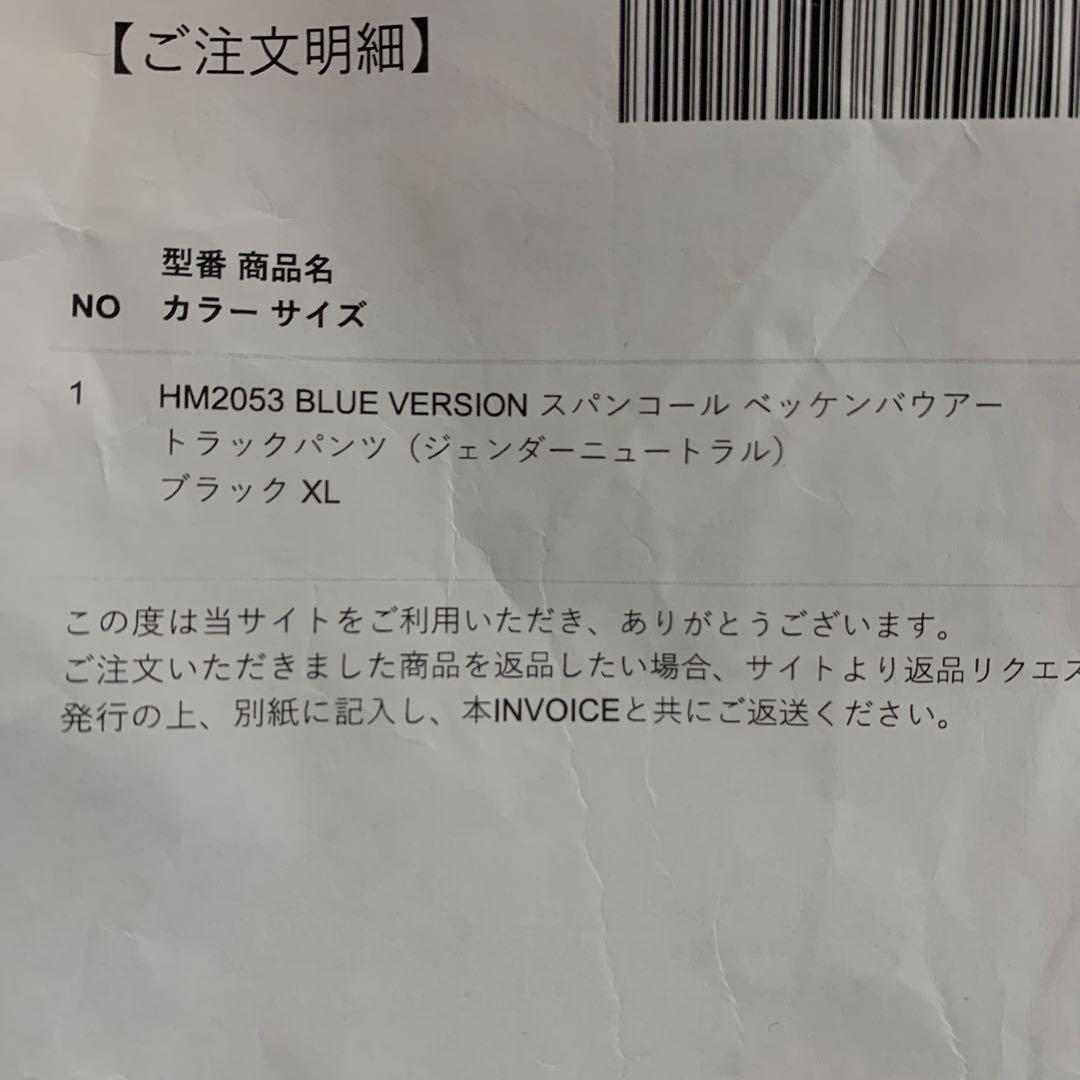 【ご注文明細】
型番 商品名
NO カラー サイズ
1 HM2053 BLUE VERSION スパンコール ベッケンバウアー
トラックパンツ（ジェンダーニュートラル）
ブラック XL
この度は当サイトをご利用いただき、ありがとうございます。
ご注文いただきました商品を返品したい場合、サイトより返品リクエス
発行の上、別紙に記入し、本INVOICEと共にご返送ください。